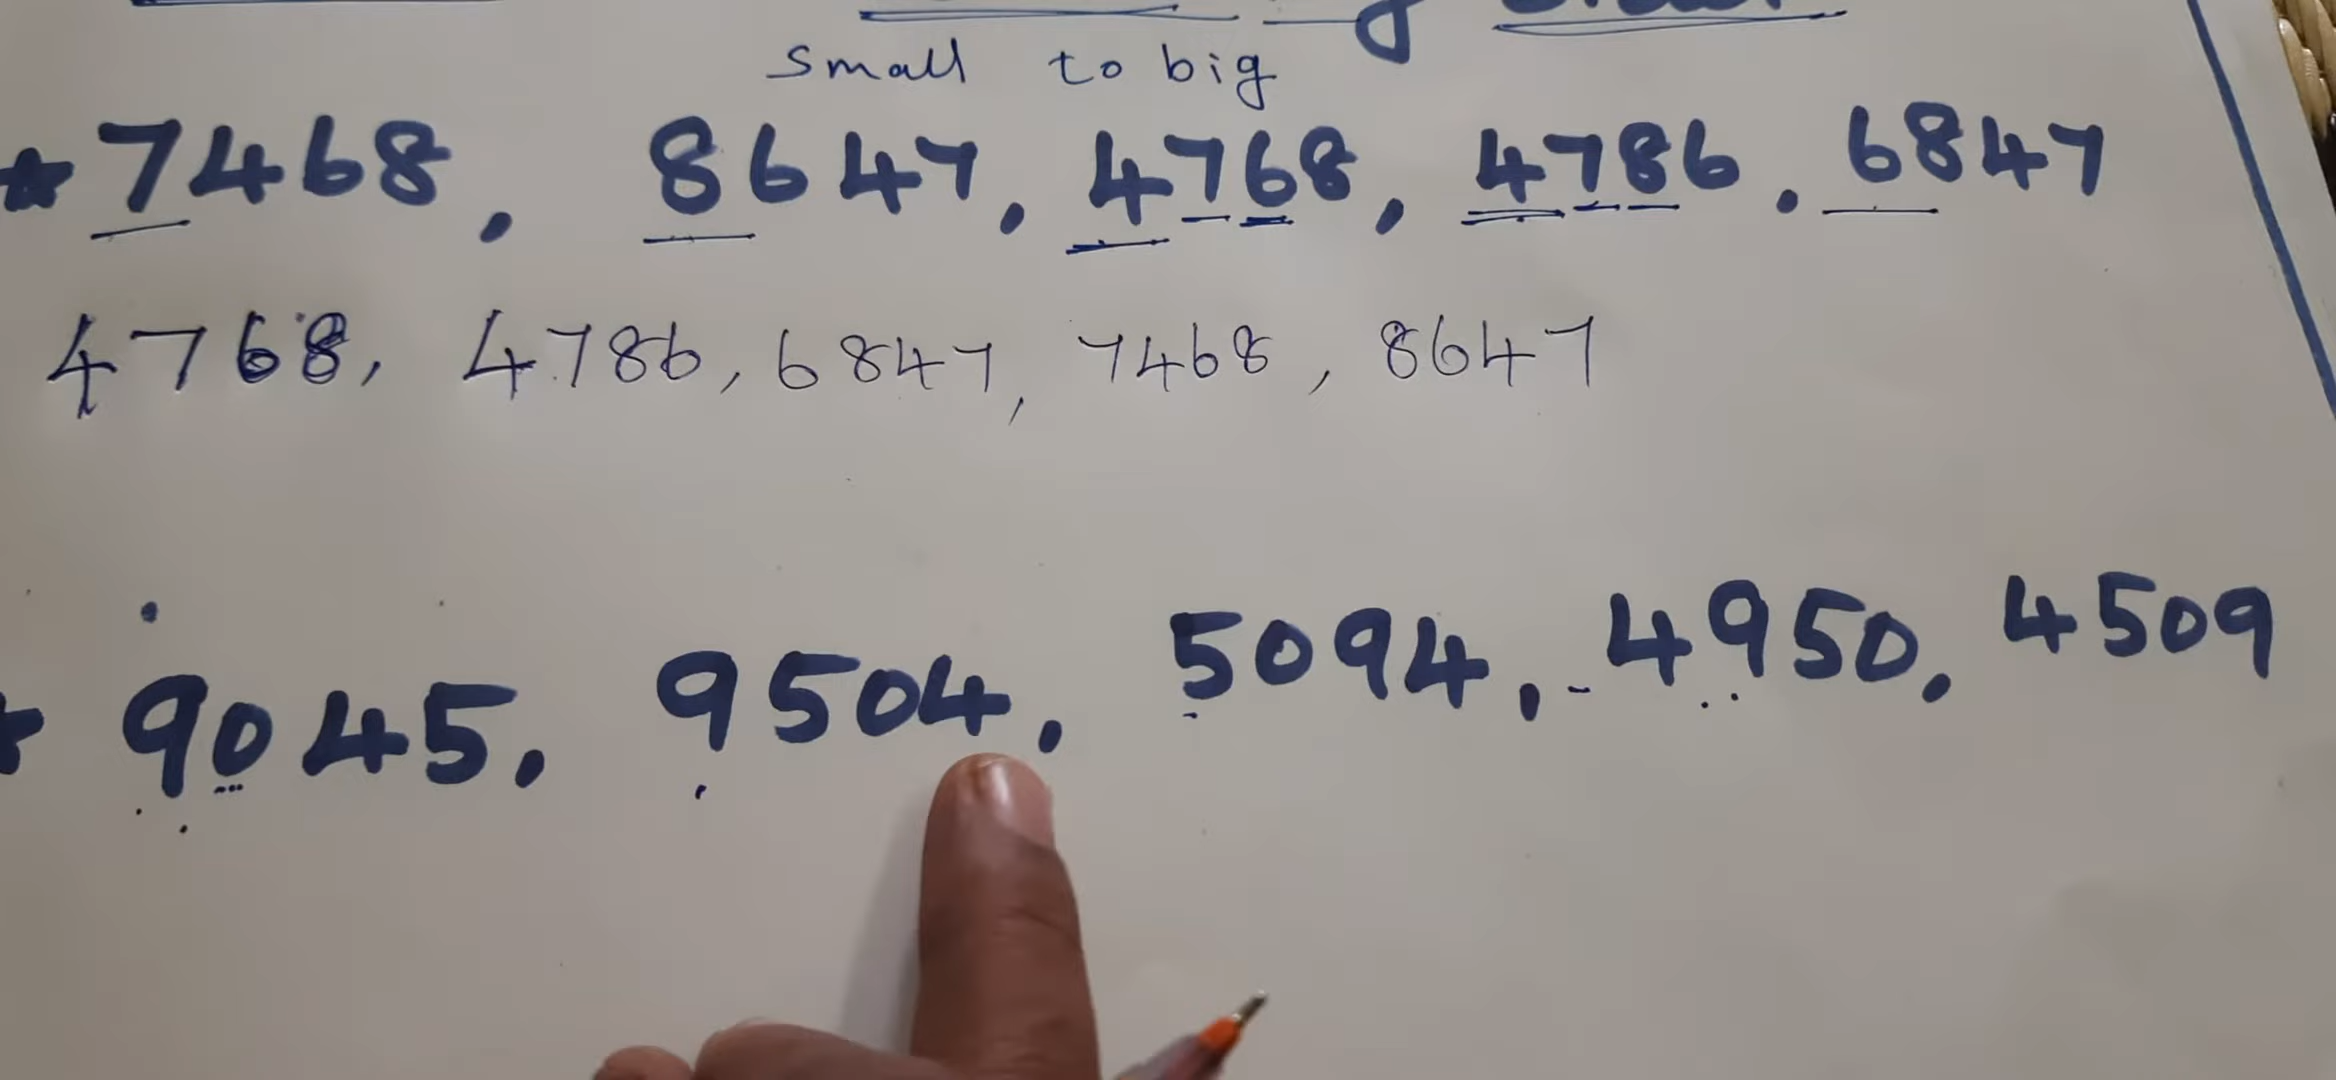 small to big
* 7468, 8647, 4768, 4786, 6847
4768, 4786, 6847, 7468, 8647
9045, 9504, 5094, 4950, 4509